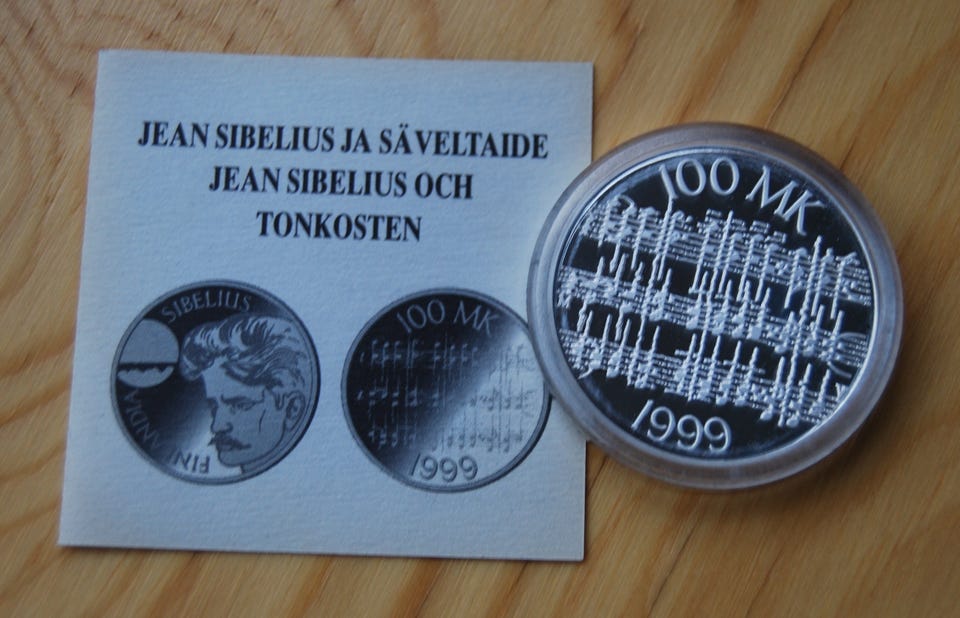 JEAN SIBELIUS JA SÄVELTAIDE
JEAN SIBELIUS OCH
TONKOSTEN
SIBELIUS
FINLANDIA
100 MK
1999
100 MK
1999